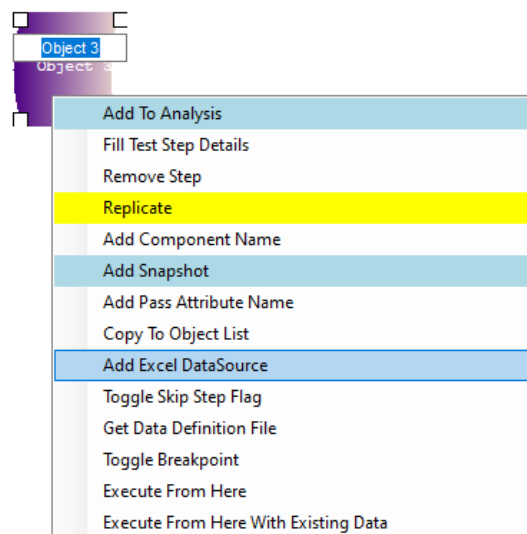 Object 3
Object 3
Add To Analysis
Fill Test Step Details
Remove Step
Replicate
Add Component Name
Add Snapshot
Add Pass Attribute Name
Copy To Object List
Add Excel DataSource
Toggle Skip Step Flag
Get Data Definition File
Toggle Breakpoint
Execute From Here
Execute From Here With Existing Data